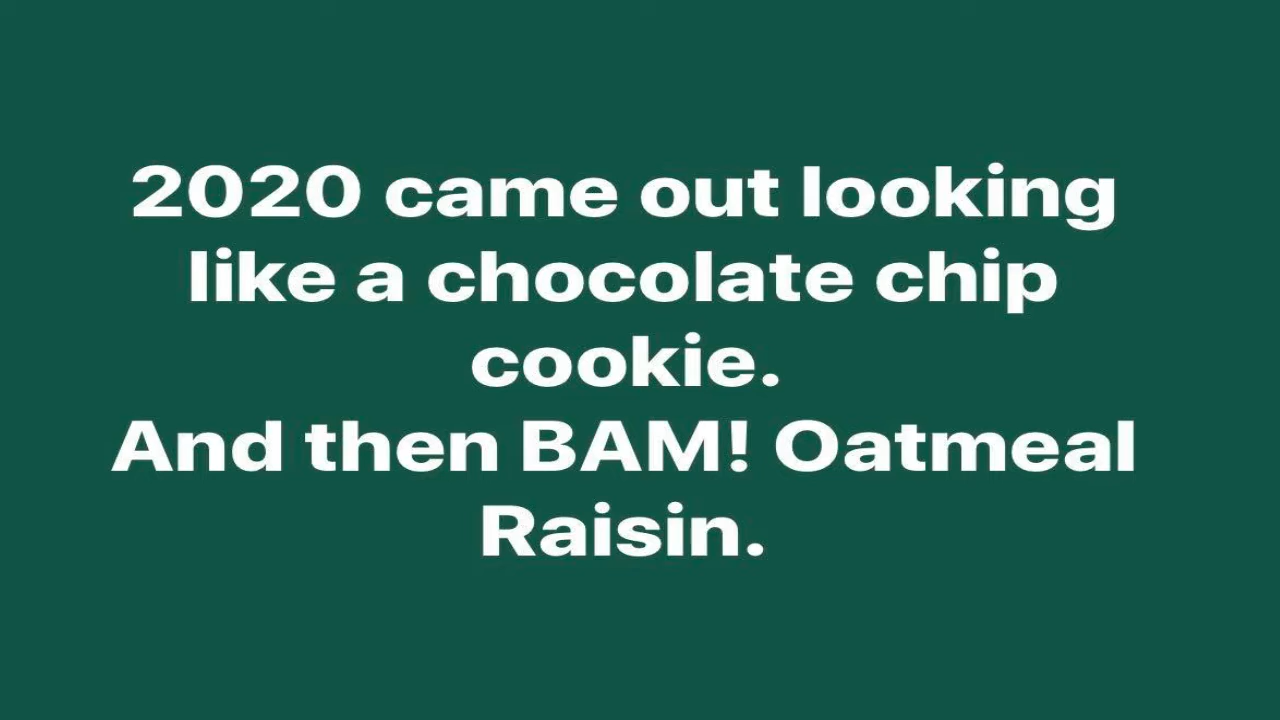 2020 came out looking
like a chocolate chip
cookie.
And then BAM! Oatmeal
Raisin.